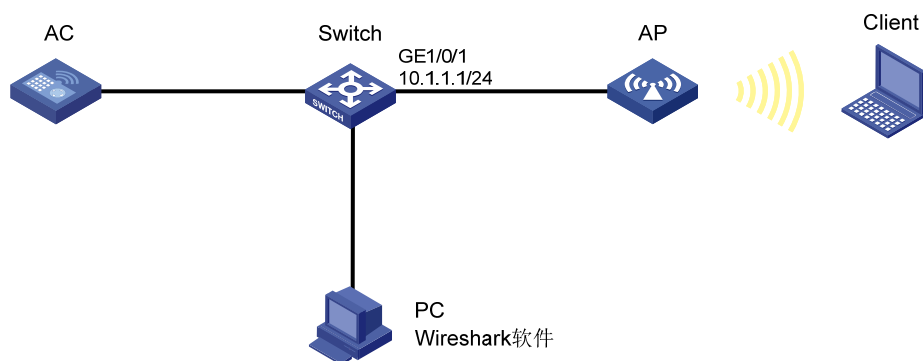 AC
Switch
AP
Client
GE1/0/1
10.1.1.1/24
SWITCH
PC
Wireshark软件